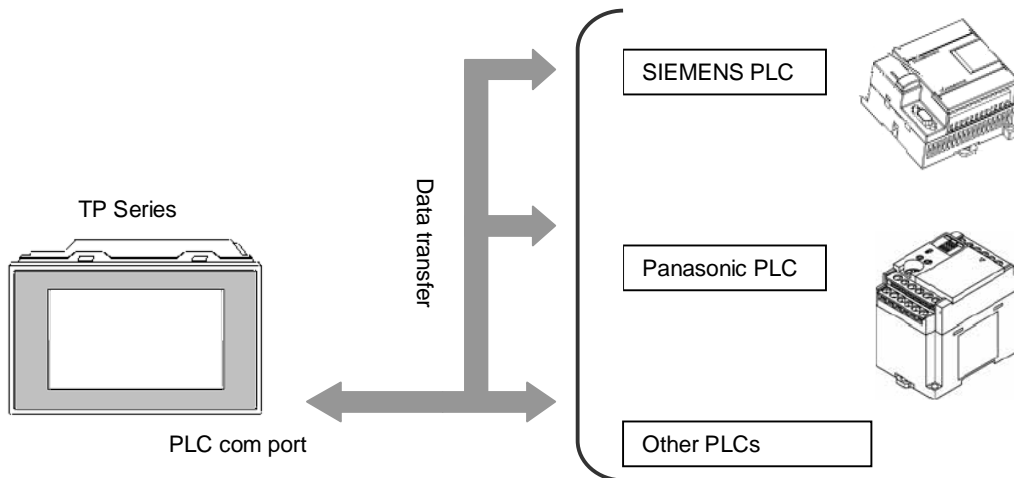 SIEMENS PLC
TP Series
Data transfer
Panasonic PLC
PLC com port
Other PLCs